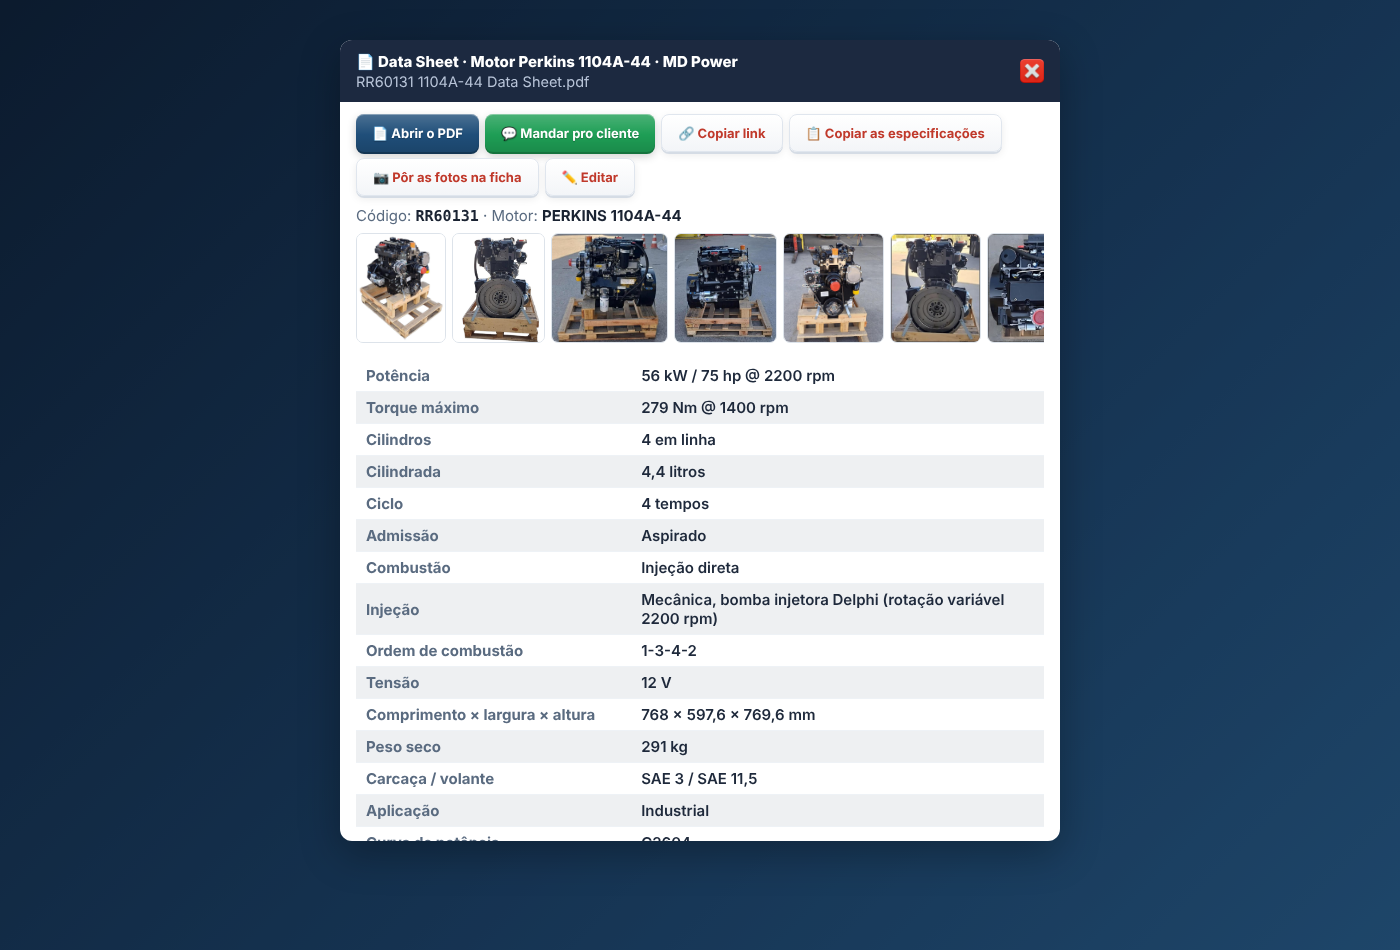 Data Sheet · Motor Perkins 1104A-44 · MD Power
RR60131 1104A-44 Data Sheet.pdf
Abrir o PDF
Mandar pro cliente
Copiar link
Copiar as especificações
Pôr as fotos na ficha
Editar
Código: RR60131 · Motor: PERKINS 1104A-44
Potência 56 kW / 75 hp @ 2200 rpm
Torque máximo 279 Nm @ 1400 rpm
Cilindros 4 em linha
Cilindrada 4,4 litros
Ciclo 4 tempos
Admissão Aspirado
Combustão Injeção direta
Injeção Mecânica, bomba injetora Delphi (rotação variável
2200 rpm)
Ordem de combustão 1-3-4-2
Tensão 12 V
Comprimento × largura × altura 768 × 597,6 × 769,6 mm
Peso seco 291 kg
Carcaça / volante SAE 3 / SAE 11,5
Aplicação Industrial
Curva de potência